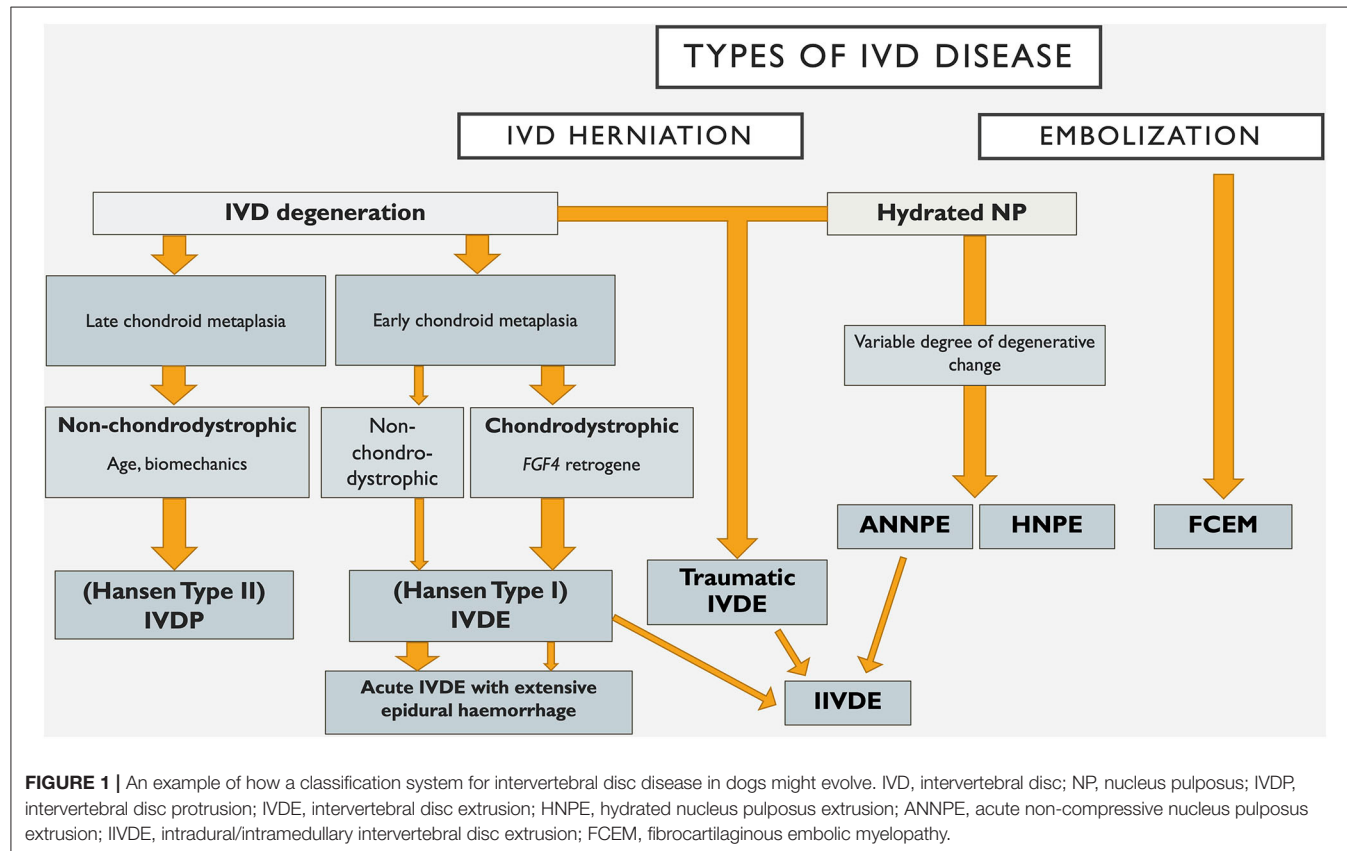 TYPES OF IVD DISEASE
IVD HERNIATION
EMBOLIZATION
IVD degeneration
Hydrated NP
Late chondroid metaplasia
Early chondroid metaplasia
Variable degree of degenerative
change
Non-chondrodystrophic
Age, biomechanics
Non-
chondro-
dystrophic
Chondrodystrophic
FGF4 retrogene
ANNPE
HNPE
FCEM
(Hansen Type II)
IVDP
(Hansen Type I)
IVDE
Traumatic
IVDE
Acute IVDE with extensive
epidural haemorrhage
IIVDE
FIGURE 1 | An example of how a classification system for intervertebral disc disease in dogs might evolve. IVD, intervertebral disc; NP, nucleus pulposus; IVDP,
intervertebral disc protrusion; IVDE, intervertebral disc extrusion; HNPE, hydrated nucleus pulposus extrusion; ANNPE, acute non-compressive nucleus pulposus
extrusion; IIVDE, intradural/intramedullary intervertebral disc extrusion; FCEM, fibrocartilaginous embolic myelopathy.